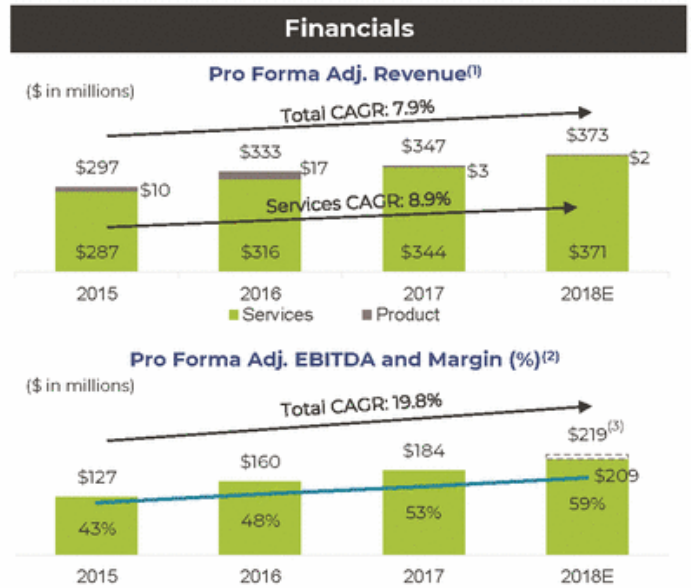 Financials
Pro Forma Adj. Revenue(1)
($ in millions)
Total CAGR: 7.9%
$297
$333
$347
$373
$10
$17
$3
$2
Services CAGR: 8.9%
$287
$316
$344
$371
2015
2016
2017
2018E
Services
Product
Pro Forma Adj. EBITDA and Margin (%)(2)
($ in millions)
Total CAGR: 19.8%
$127
$160
$184
$219(3)
$209
43%
48%
53%
59%
2015
2016
2017
2018E